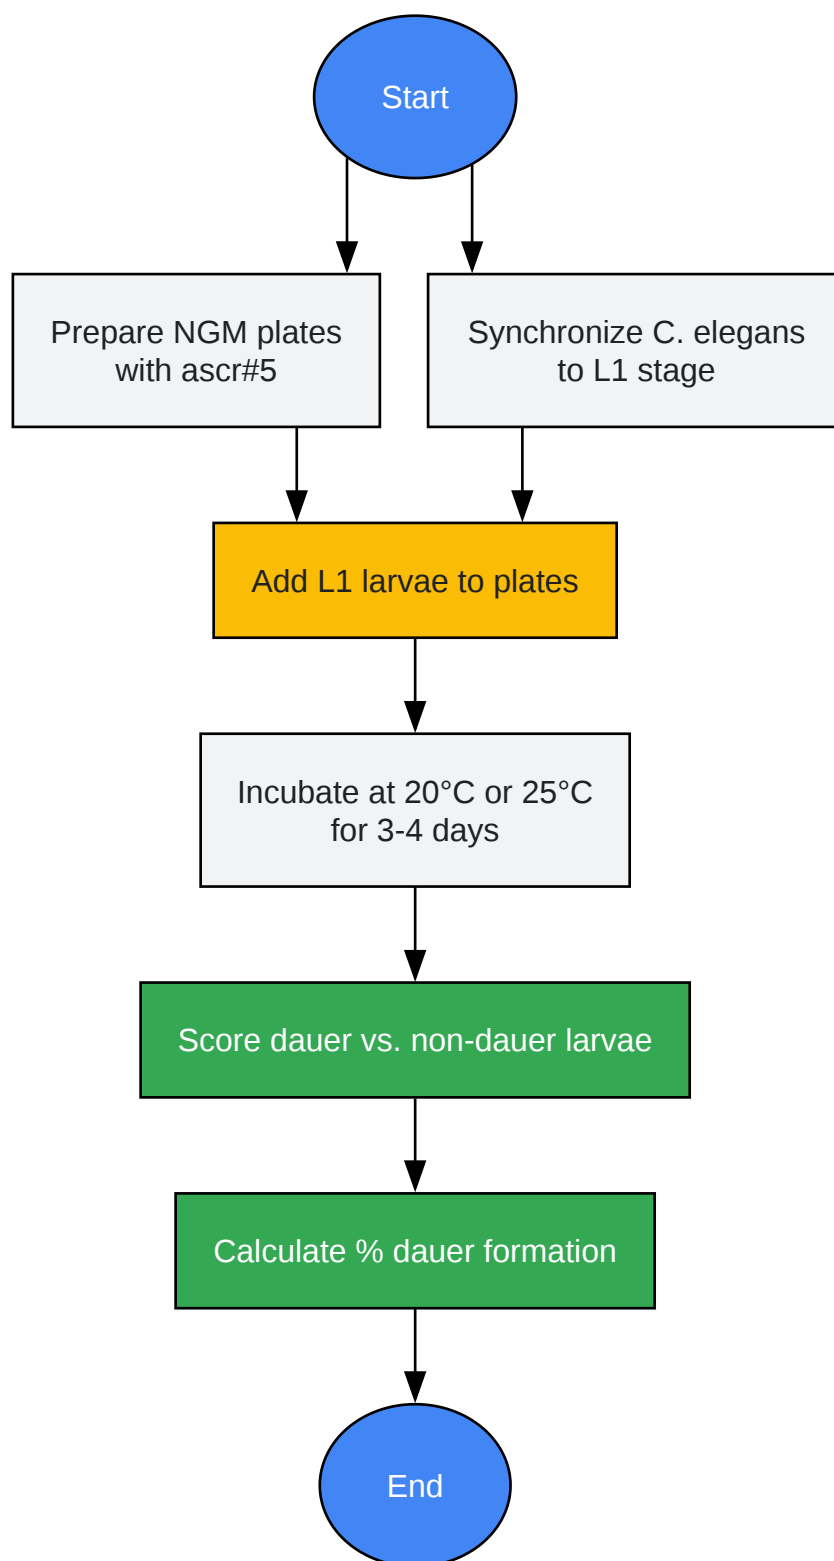 Start
Prepare NGM plates
with ascr#5
Synchronize C. elegans
to L1 stage
Add L1 larvae to plates
Incubate at 20°C or 25°C
for 3-4 days
Score dauer vs. non-dauer larvae
Calculate % dauer formation
End